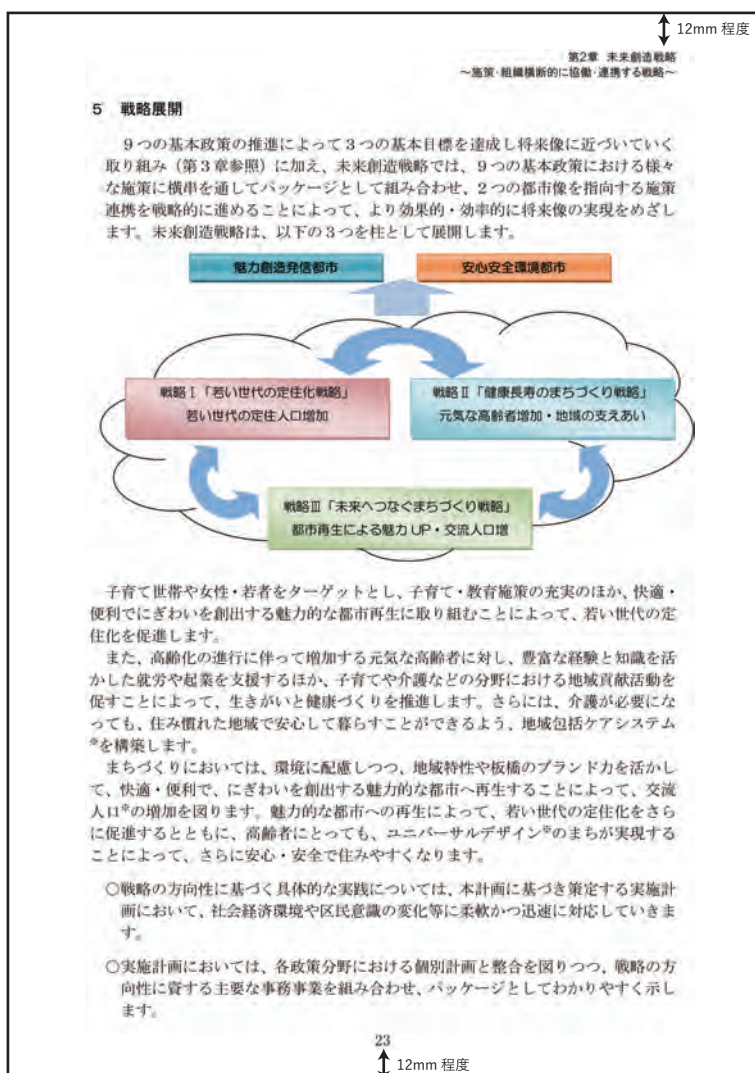 12mm 程度
第2章 未来創造戦略
～施策・組織横断的に協働・連携する戦略～
5 戦略展開
9つの基本政策の推進によって3つの基本目標を達成し将来像に近づいていく
取り組み（第3章参照）に加え、未来創造戦略では、9つの基本政策における様々
な施策に横串を通してパッケージとして組み合わせ、2つの都市像を指向する施策
連携を戦略的に進めることによって、より効果的・効率的に将来像の実現をめざし
ます。未来創造戦略は、以下の3つを柱として展開します。
魅力創造発信都市
安心安全環境都市
戦略Ⅰ「若い世代の定住化戦略」
若い世代の定住人口増加
戦略Ⅱ「健康長寿のまちづくり戦略」
元気な高齢者増加・地域の支えあい
戦略Ⅲ「未来へつなぐまちづくり戦略」
都市再生による魅力UP・交流人口増
子育て世帯や女性・若者をターゲットとし、子育て・教育施策の充実のほか、快適・
便利でにぎわいを創出する魅力的な都市再生に取り組むことによって、若い世代の定
住化を促進します。
また、高齢化の進行に伴って増加する元気な高齢者に対し、豊富な経験と知識を活
かした就労や起業を支援するほか、子育てや介護などの分野における地域貢献活動を
促すことによって、生きがいと健康づくりを推進します。さらには、介護が必要にな
っても、住み慣れた地域で安心して暮らすことができるよう、地域包括ケアシステム
※を構築します。
まちづくりにおいては、環境に配慮しつつ、地域特性や板橋のブランド力を活かし
て、快適・便利で、にぎわいを創出する魅力的な都市へ再生することによって、交流
人口※の増加を図ります。魅力的な都市への再生によって、若い世代の定住化をさら
に促進するとともに、高齢者にとっても、ユニバーサルデザイン※のまちが実現する
ことによって、さらに安心・安全で住みやすくなります。
○戦略の方向性に基づく具体的な実践については、本計画に基づき策定する実施計
画において、社会経済環境や区民意識の変化等に柔軟かつ迅速に対応していきま
す。
○実施計画においては、各政策分野における個別計画と整合を図りつつ、戦略の方
向性に資する主要な事務事業を組み合わせ、パッケージとしてわかりやすく示し
ます。
23
12mm 程度